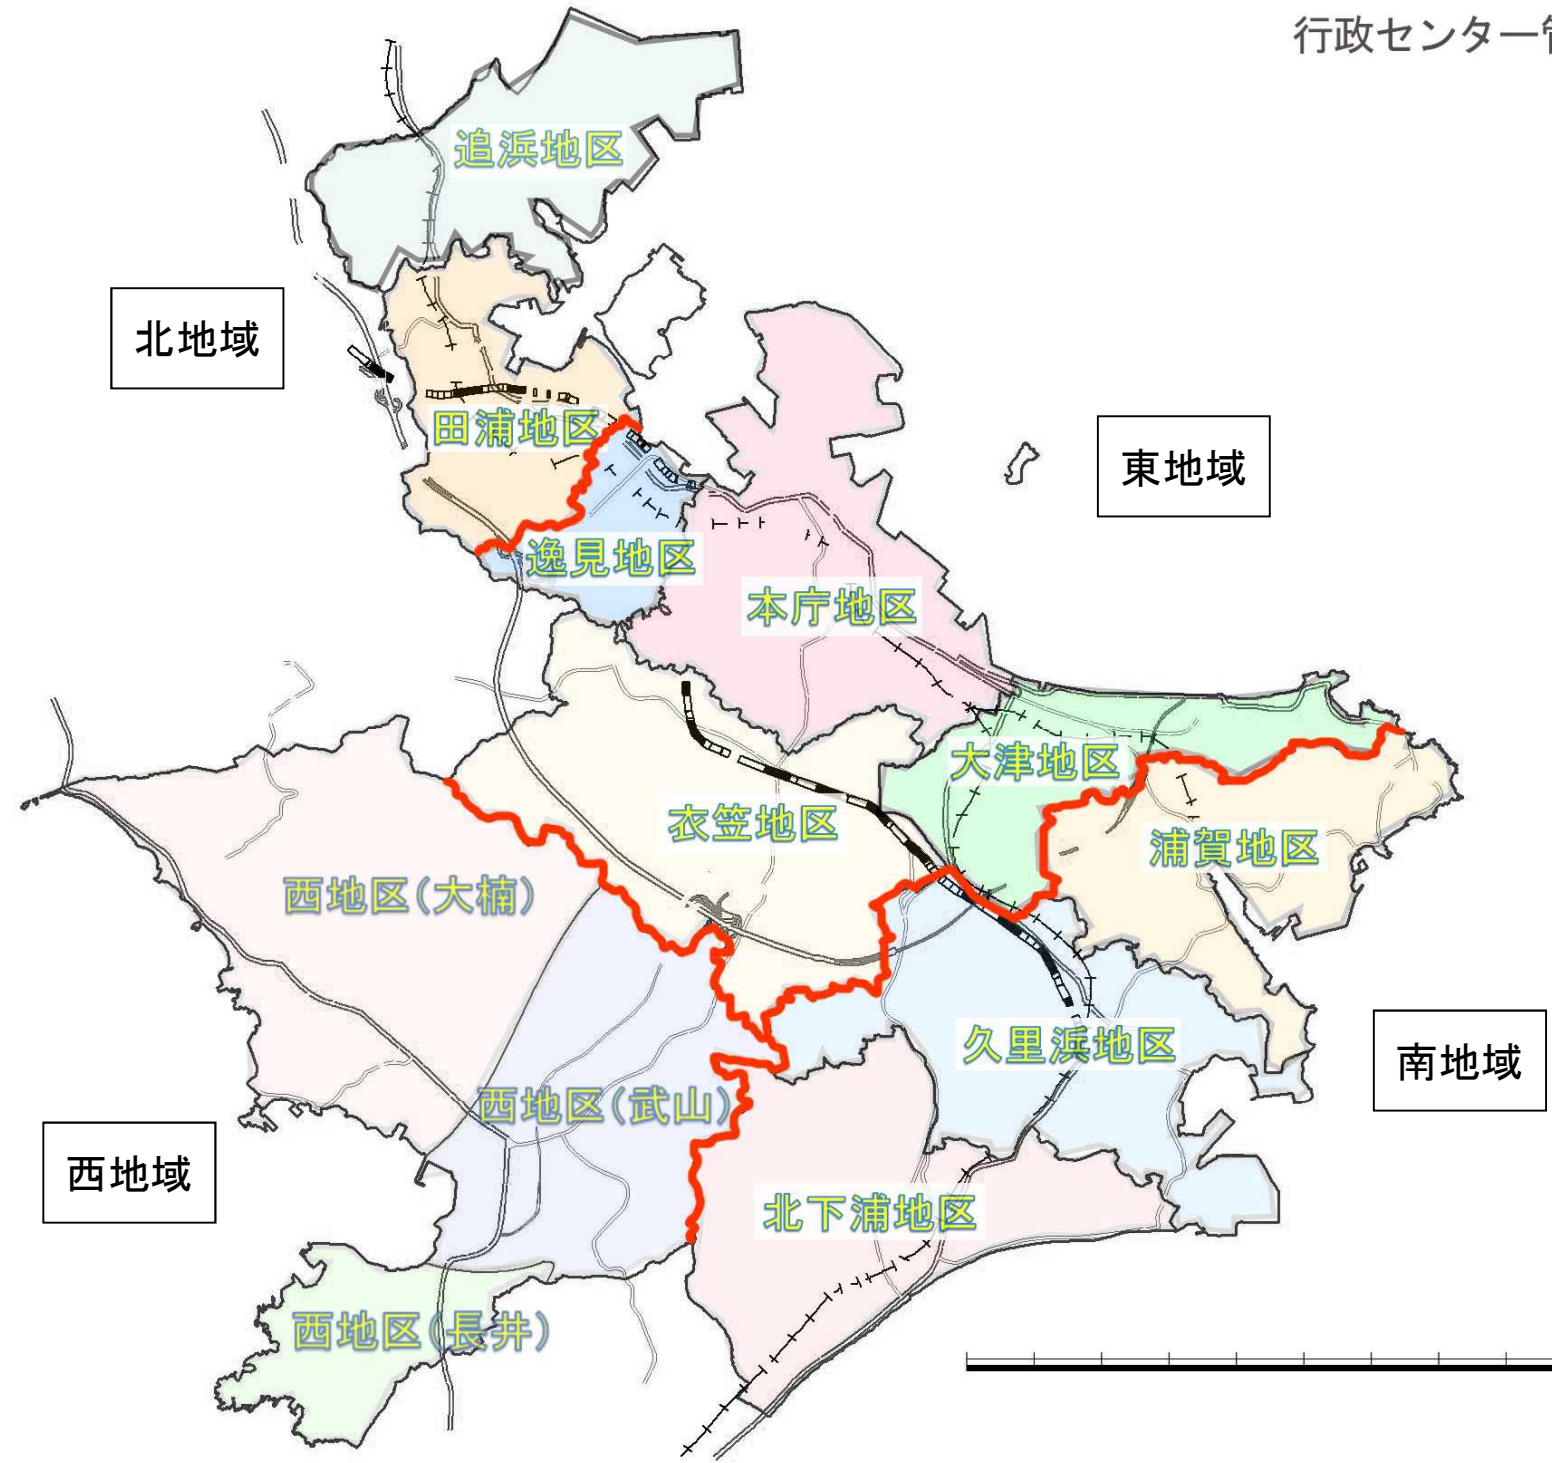 行政センター管
追浜地区
北地域
田浦地区
東地域
逸見地区
本庁地区
大津地区
衣笠地区
浦賀地区
西地区(大楠)
久里浜地区
南地域
西地区(武山)
西地域
北下浦地区
西地区(長井)